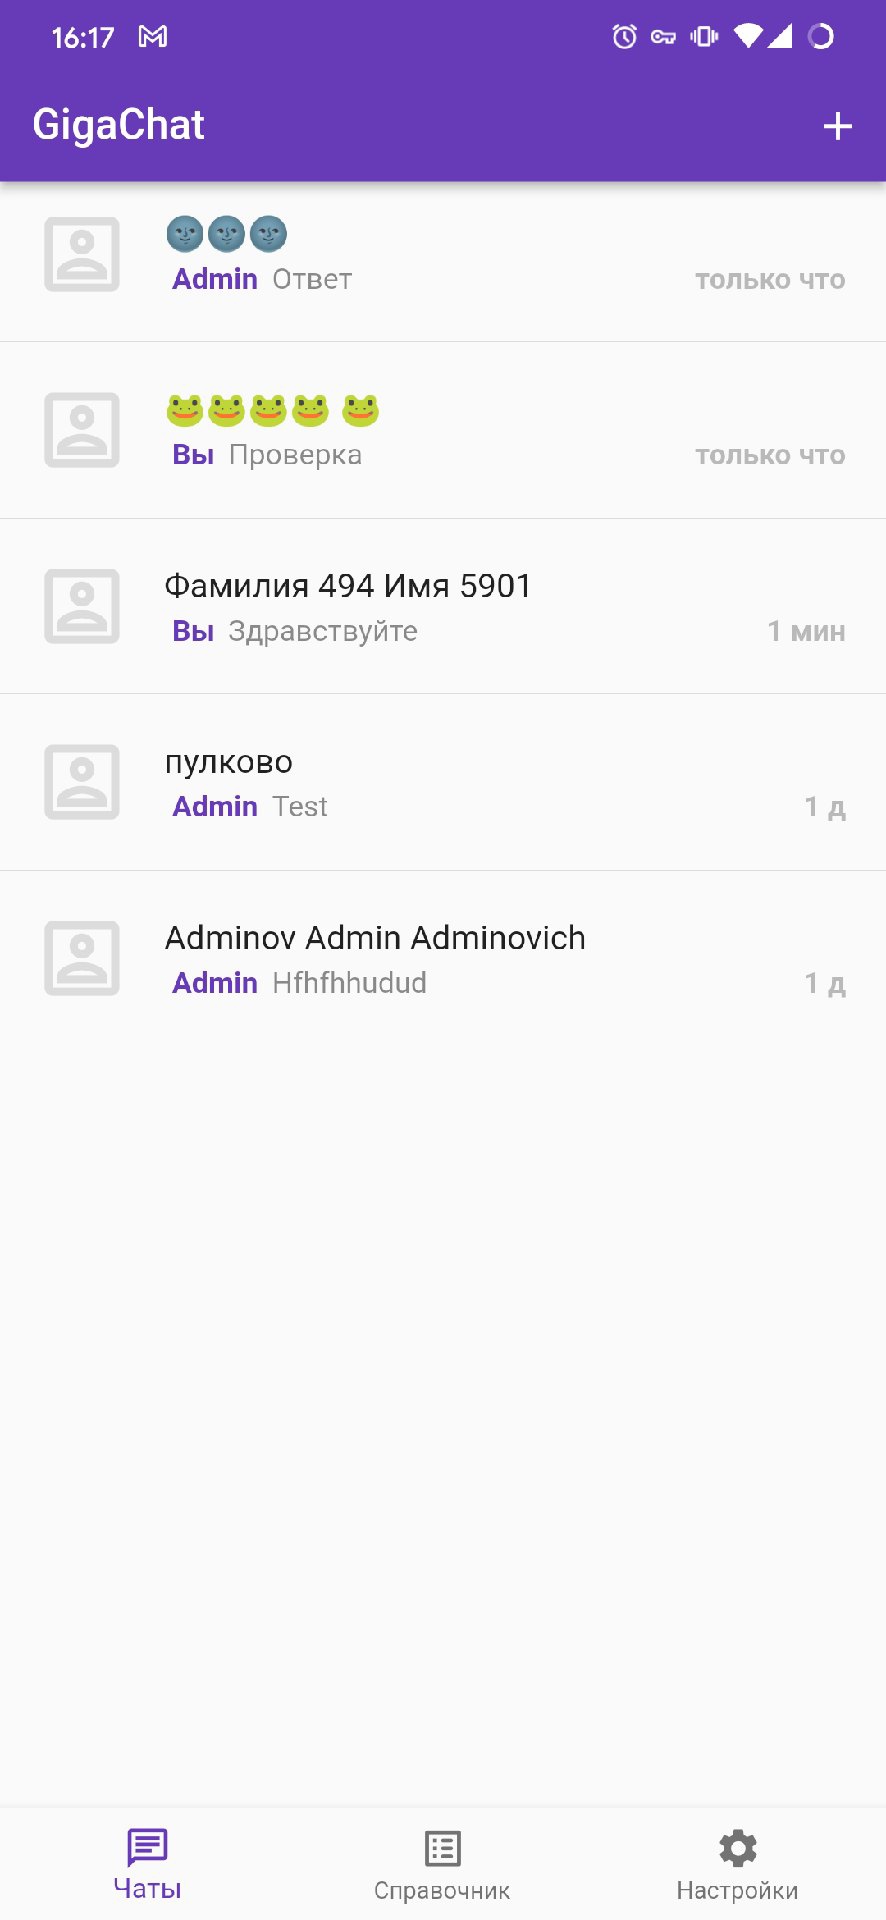 16:17
GigaChat
🌚🌚🌚
Admin Ответ только что
🐸🐸🐸🐸 🐸
Вы Проверка только что
Фамилия 494 Имя 5901
Вы Здравствуйте 1 мин
пулково
Admin Test 1 д
Adminov Admin Adminovich
Admin Hfhfhhudud 1 д
Чаты Справочник Настройки